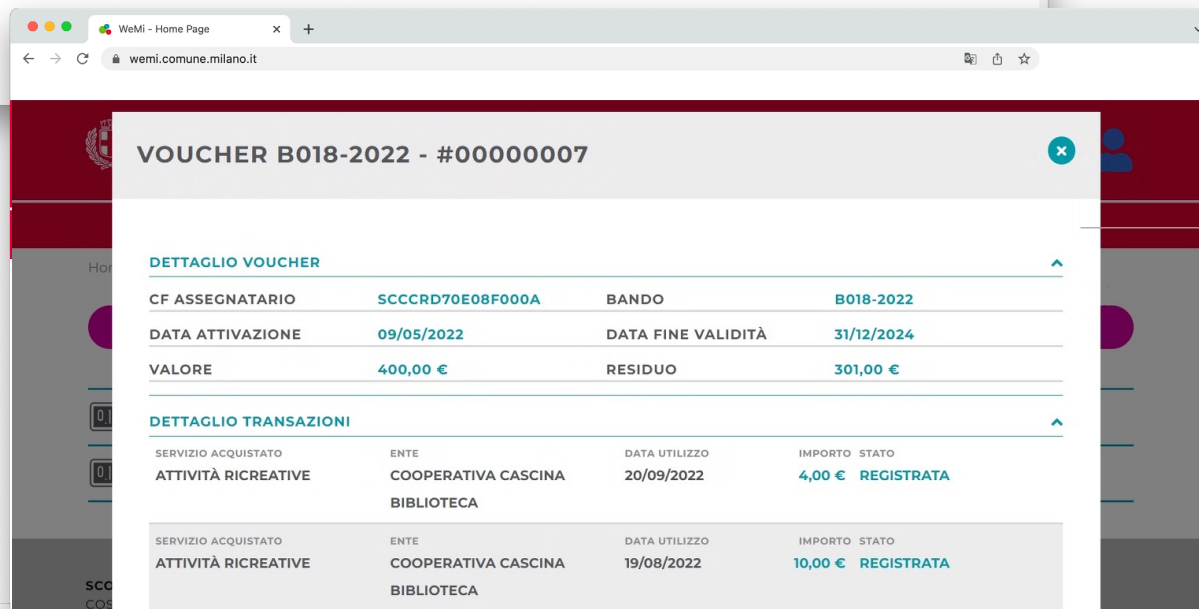 WeMi - Home Page
wemi.comune.milano.it
VOUCHER B018-2022 - #00000007
Hor
DETTAGLIO VOUCHER
CF ASSEGNATARIO SCCCRD70E08F000A BANDO B018-2022
DATA ATTIVAZIONE 09/05/2022 DATA FINE VALIDITÀ 31/12/2024
VALORE 400,00 € RESIDUO 301,00 €
DETTAGLIO TRANSAZIONI
SERVIZIO ACQUISTATO ENTE DATA UTILIZZO IMPORTO STATO
ATTIVITÀ RICREATIVE COOPERATIVA CASCINA 20/09/2022 4,00 € REGISTRATA
BIBLIOTECA
SERVIZIO ACQUISTATO ENTE DATA UTILIZZO IMPORTO STATO
ATTIVITÀ RICREATIVE COOPERATIVA CASCINA 19/08/2022 10,00 € REGISTRATA
BIBLIOTECA
SCO
COS